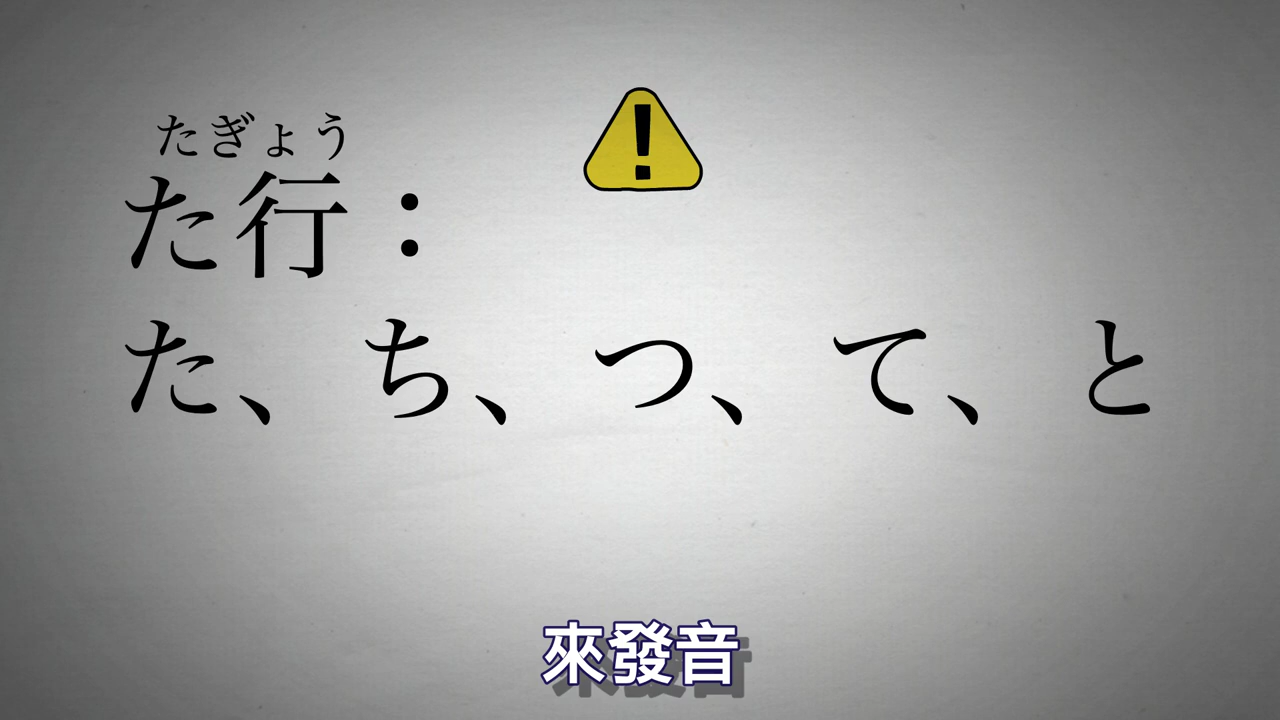 たぎょう
た行：
た、ち、つ、て、と
來發音